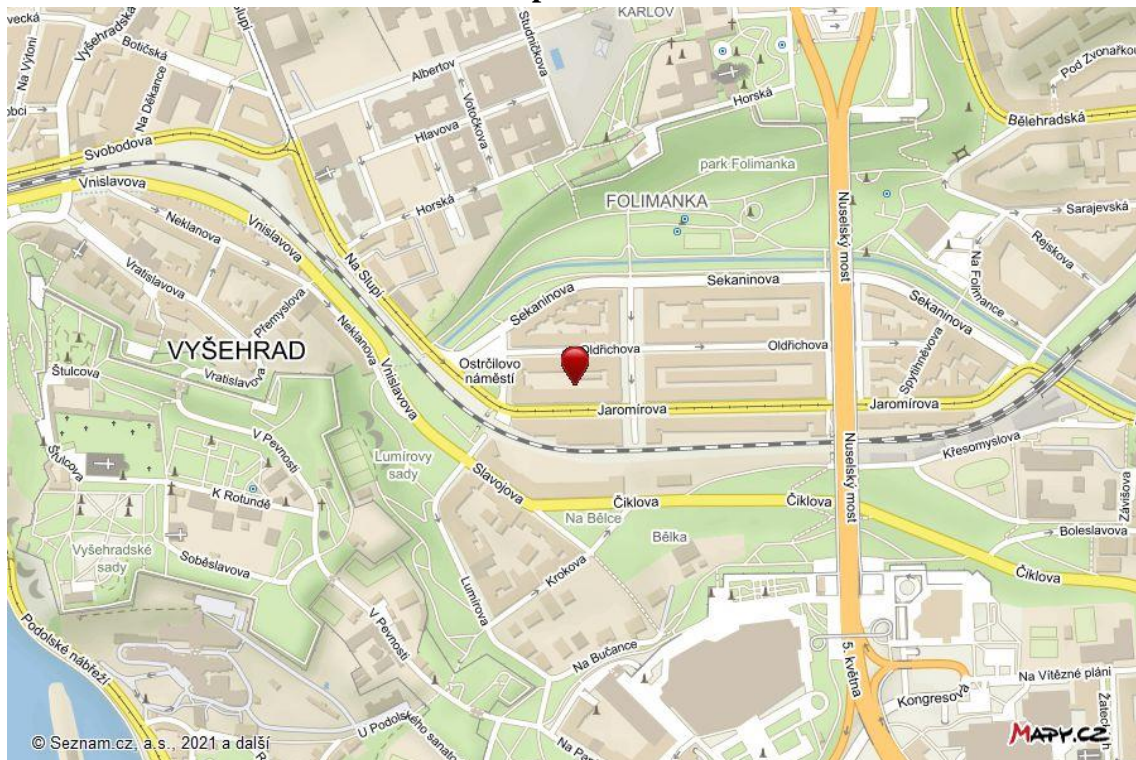 KARLOV
Vyšehradská
Botičská
Na Výtoni
Na Děkance
Studničkova
Albertov
Votočkova
Hlavova
Horská
Pod Zvonařkou
Bělehradská
Svobodova
Vnislavova
park Folimanka
Horská
FOLIMANKA
Nuselský most
Sarajevská
Rejskova
Neklanova
Vnislavova
Na Slupi
Na Folimance
Vratislavova
Přemyslova
Sekaninova
Sekaninova
Sekaninova
VYŠEHRAD
Neklanova
Oldřichova
Oldřichova
Ostrčilovo
náměstí
Spytihněvova
Štulcova
Vratislavova
Vnislavova
Jaromírova
Jaromírova
V Pevnosti
Lumírovy
sady
Křesomyslova
Nuselský most
Štulcova
Slavojova
K Rotundě
Čiklova
Čiklova
Závišova
Na Bělce
Boleslavova
Bělka
Vyšehradské
sady
Soběslavova
Krokova
Čiklova
Lumírova
V Pevnosti
Podolské nábřeží
Na Bučance
5. května
Na Vítězné pláni
Kongresová
U Podolského sanatoria
© Seznam.cz, a.s., 2021 a další
MAPY.CZ